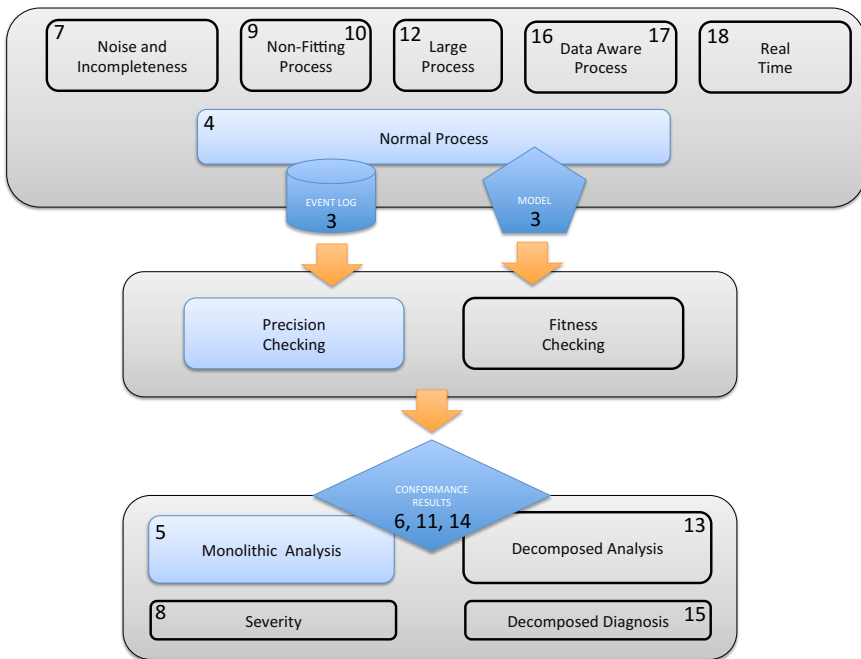 7
Noise and
Incompleteness
9
10
Non-Fitting
Process
12
Large
Process
16
17
Data Aware
Process
18
Real
Time
4
Normal Process
EVENT LOG
3
MODEL
3
Precision
Checking
Fitness
Checking
CONFORMANCE
RESULTS
6, 11, 14
5
Monolithic Analysis
13
Decomposed Analysis
8
Severity
Decomposed Diagnosis
15